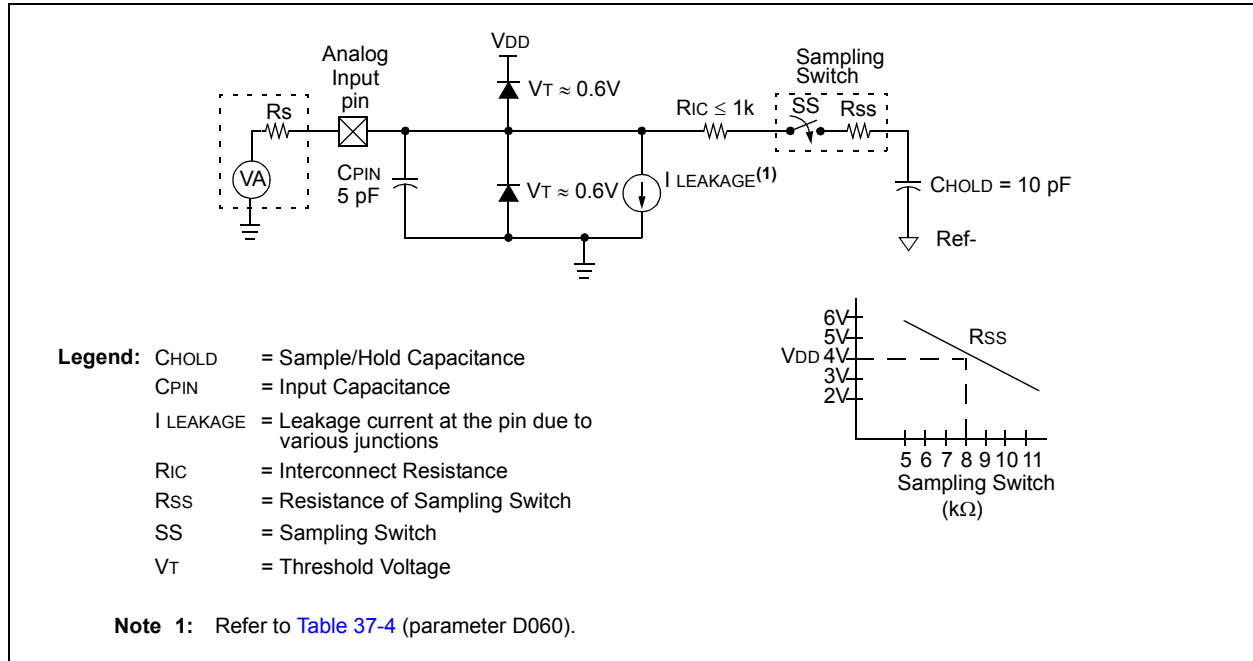 VDD
Analog
Input
pin
Sampling
Switch
Rs
VT ≈ 0.6V
RIC ≤ 1k
SS
Rss
VA
CPIN
5 pF
VT ≈ 0.6V
I LEAKAGE(1)
CHOLD = 10 pF
Ref-
6V
5V
VDD 4V
3V
2V
RSS
5 6 7 8 9 10 11
Sampling Switch
(kΩ)
Legend: CHOLD = Sample/Hold Capacitance
CPIN = Input Capacitance
I LEAKAGE = Leakage current at the pin due to
various junctions
RIC = Interconnect Resistance
RSS = Resistance of Sampling Switch
SS = Sampling Switch
VT = Threshold Voltage
Note 1: Refer to Table 37-4 (parameter D060).